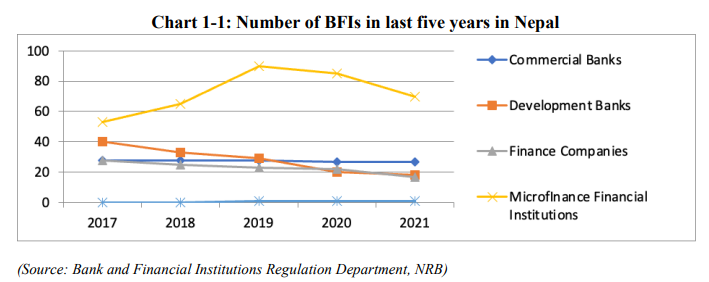 Chart 1-1: Number of BFIs in last five years in Nepal
100
80
60
40
20
0
2017 2018 2019 2020 2021
Commercial Banks
Development Banks
Finance Companies
Microfinance Financial
Institutions
(Source: Bank and Financial Institutions Regulation Department, NRB)